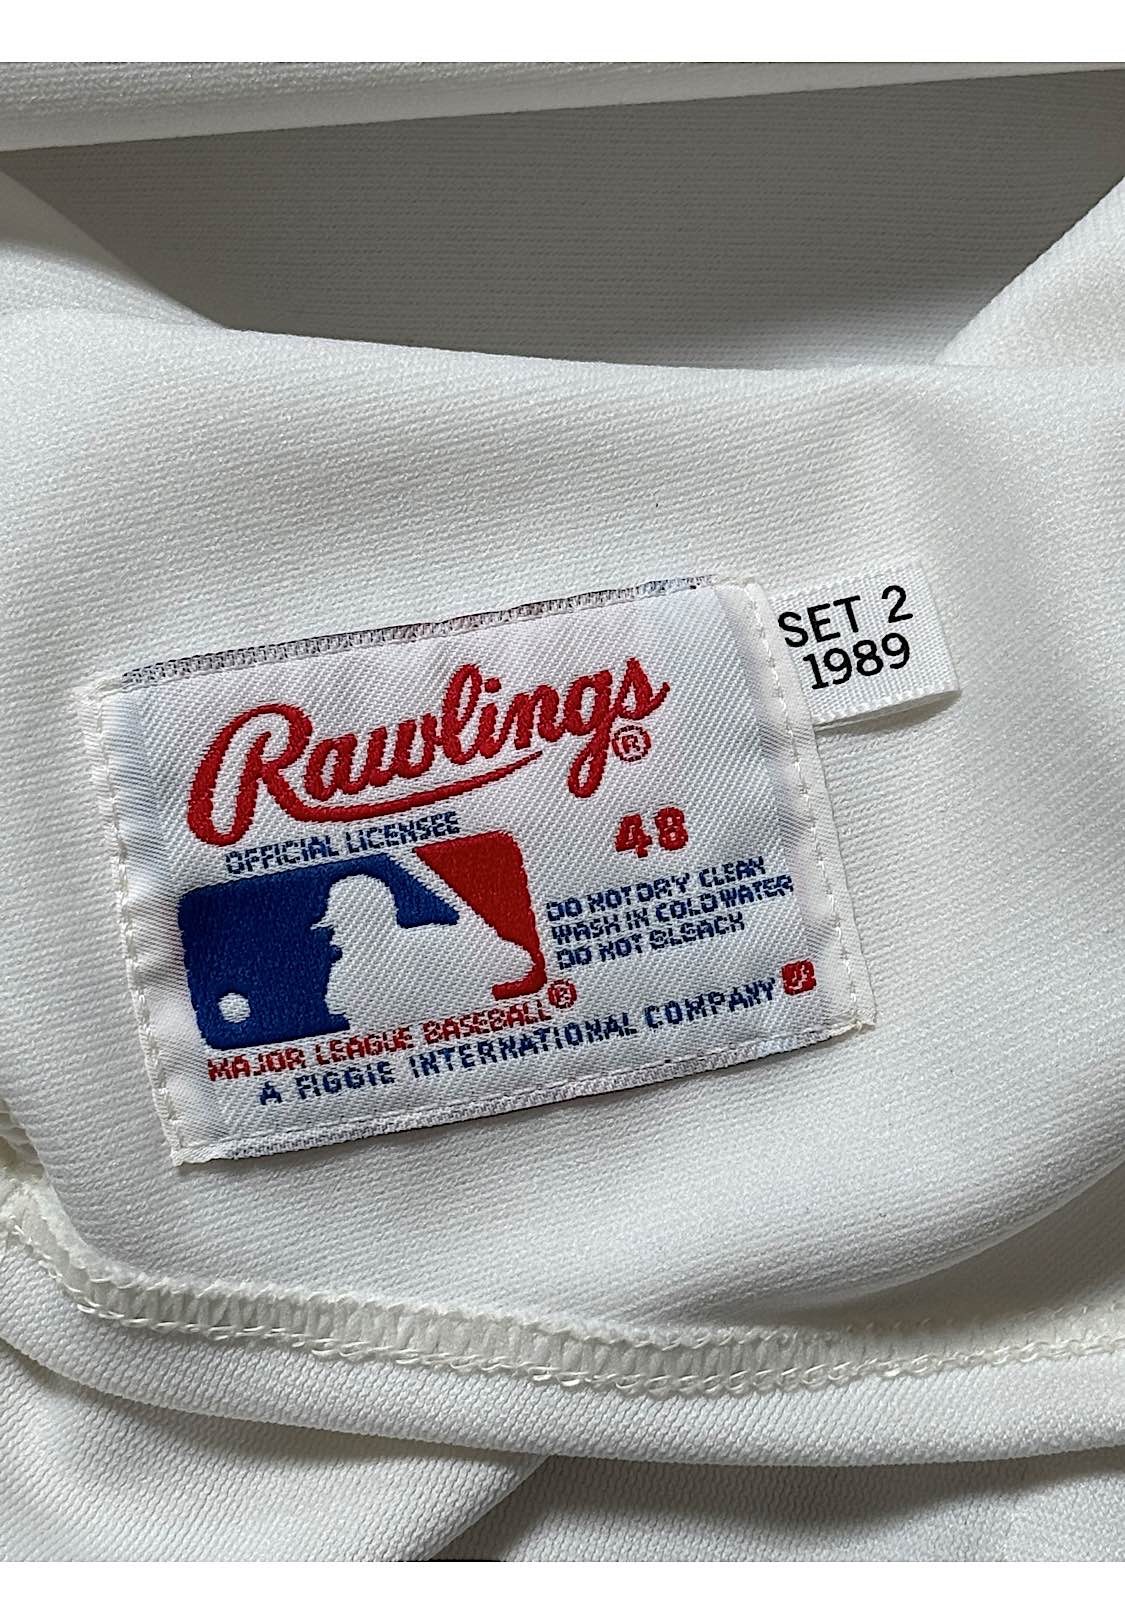 SET 2
1989
Rawlings®
OFFICIAL LICENSEE
48
DO NOT DRY CLEAN
WASH IN COLD WATER
DO NOT BLEACH
MAJOR LEAGUE BASEBALL®
A FIGGIE INTERNATIONAL COMPANY